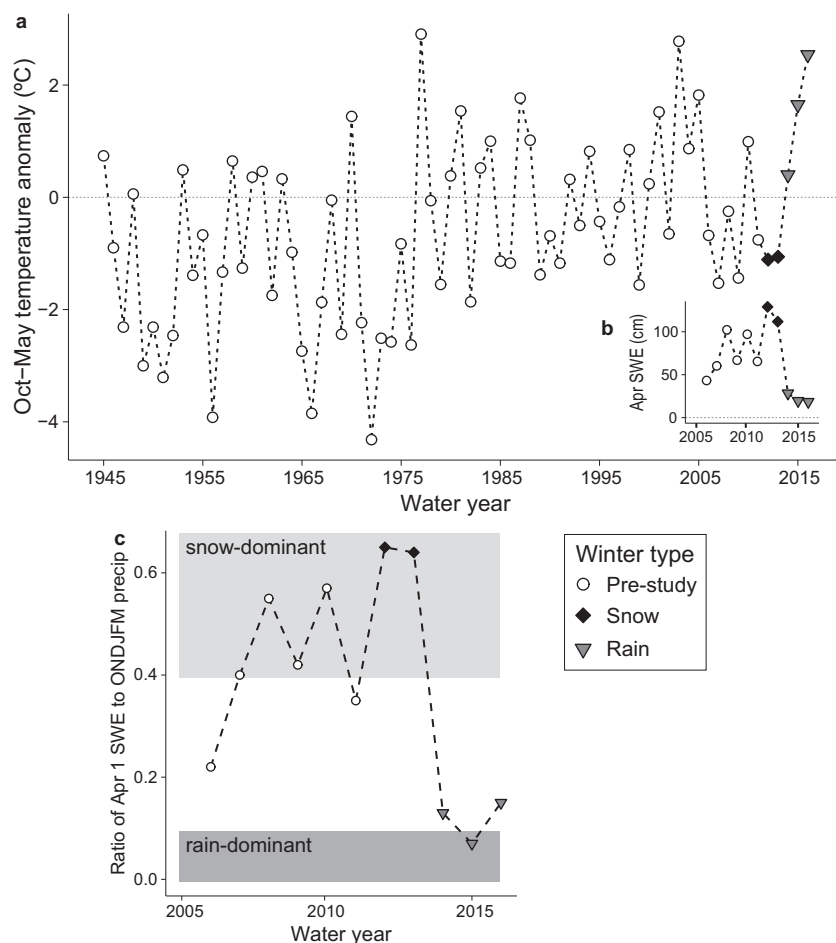 a
Oct–May temperature anomaly (ºC)
2
0
−2
−4
1945
1955
1965
1975
1985
1995
2005
2015
Water year
b
Apr SWE (cm)
100
50
0
2005
2010
2015
c
Ratio of Apr 1 SWE to ONDJFM precip
0.6
0.4
0.2
0.0
snow-dominant
rain-dominant
2005
2010
2015
Water year
Winter type
Pre-study
Snow
Rain